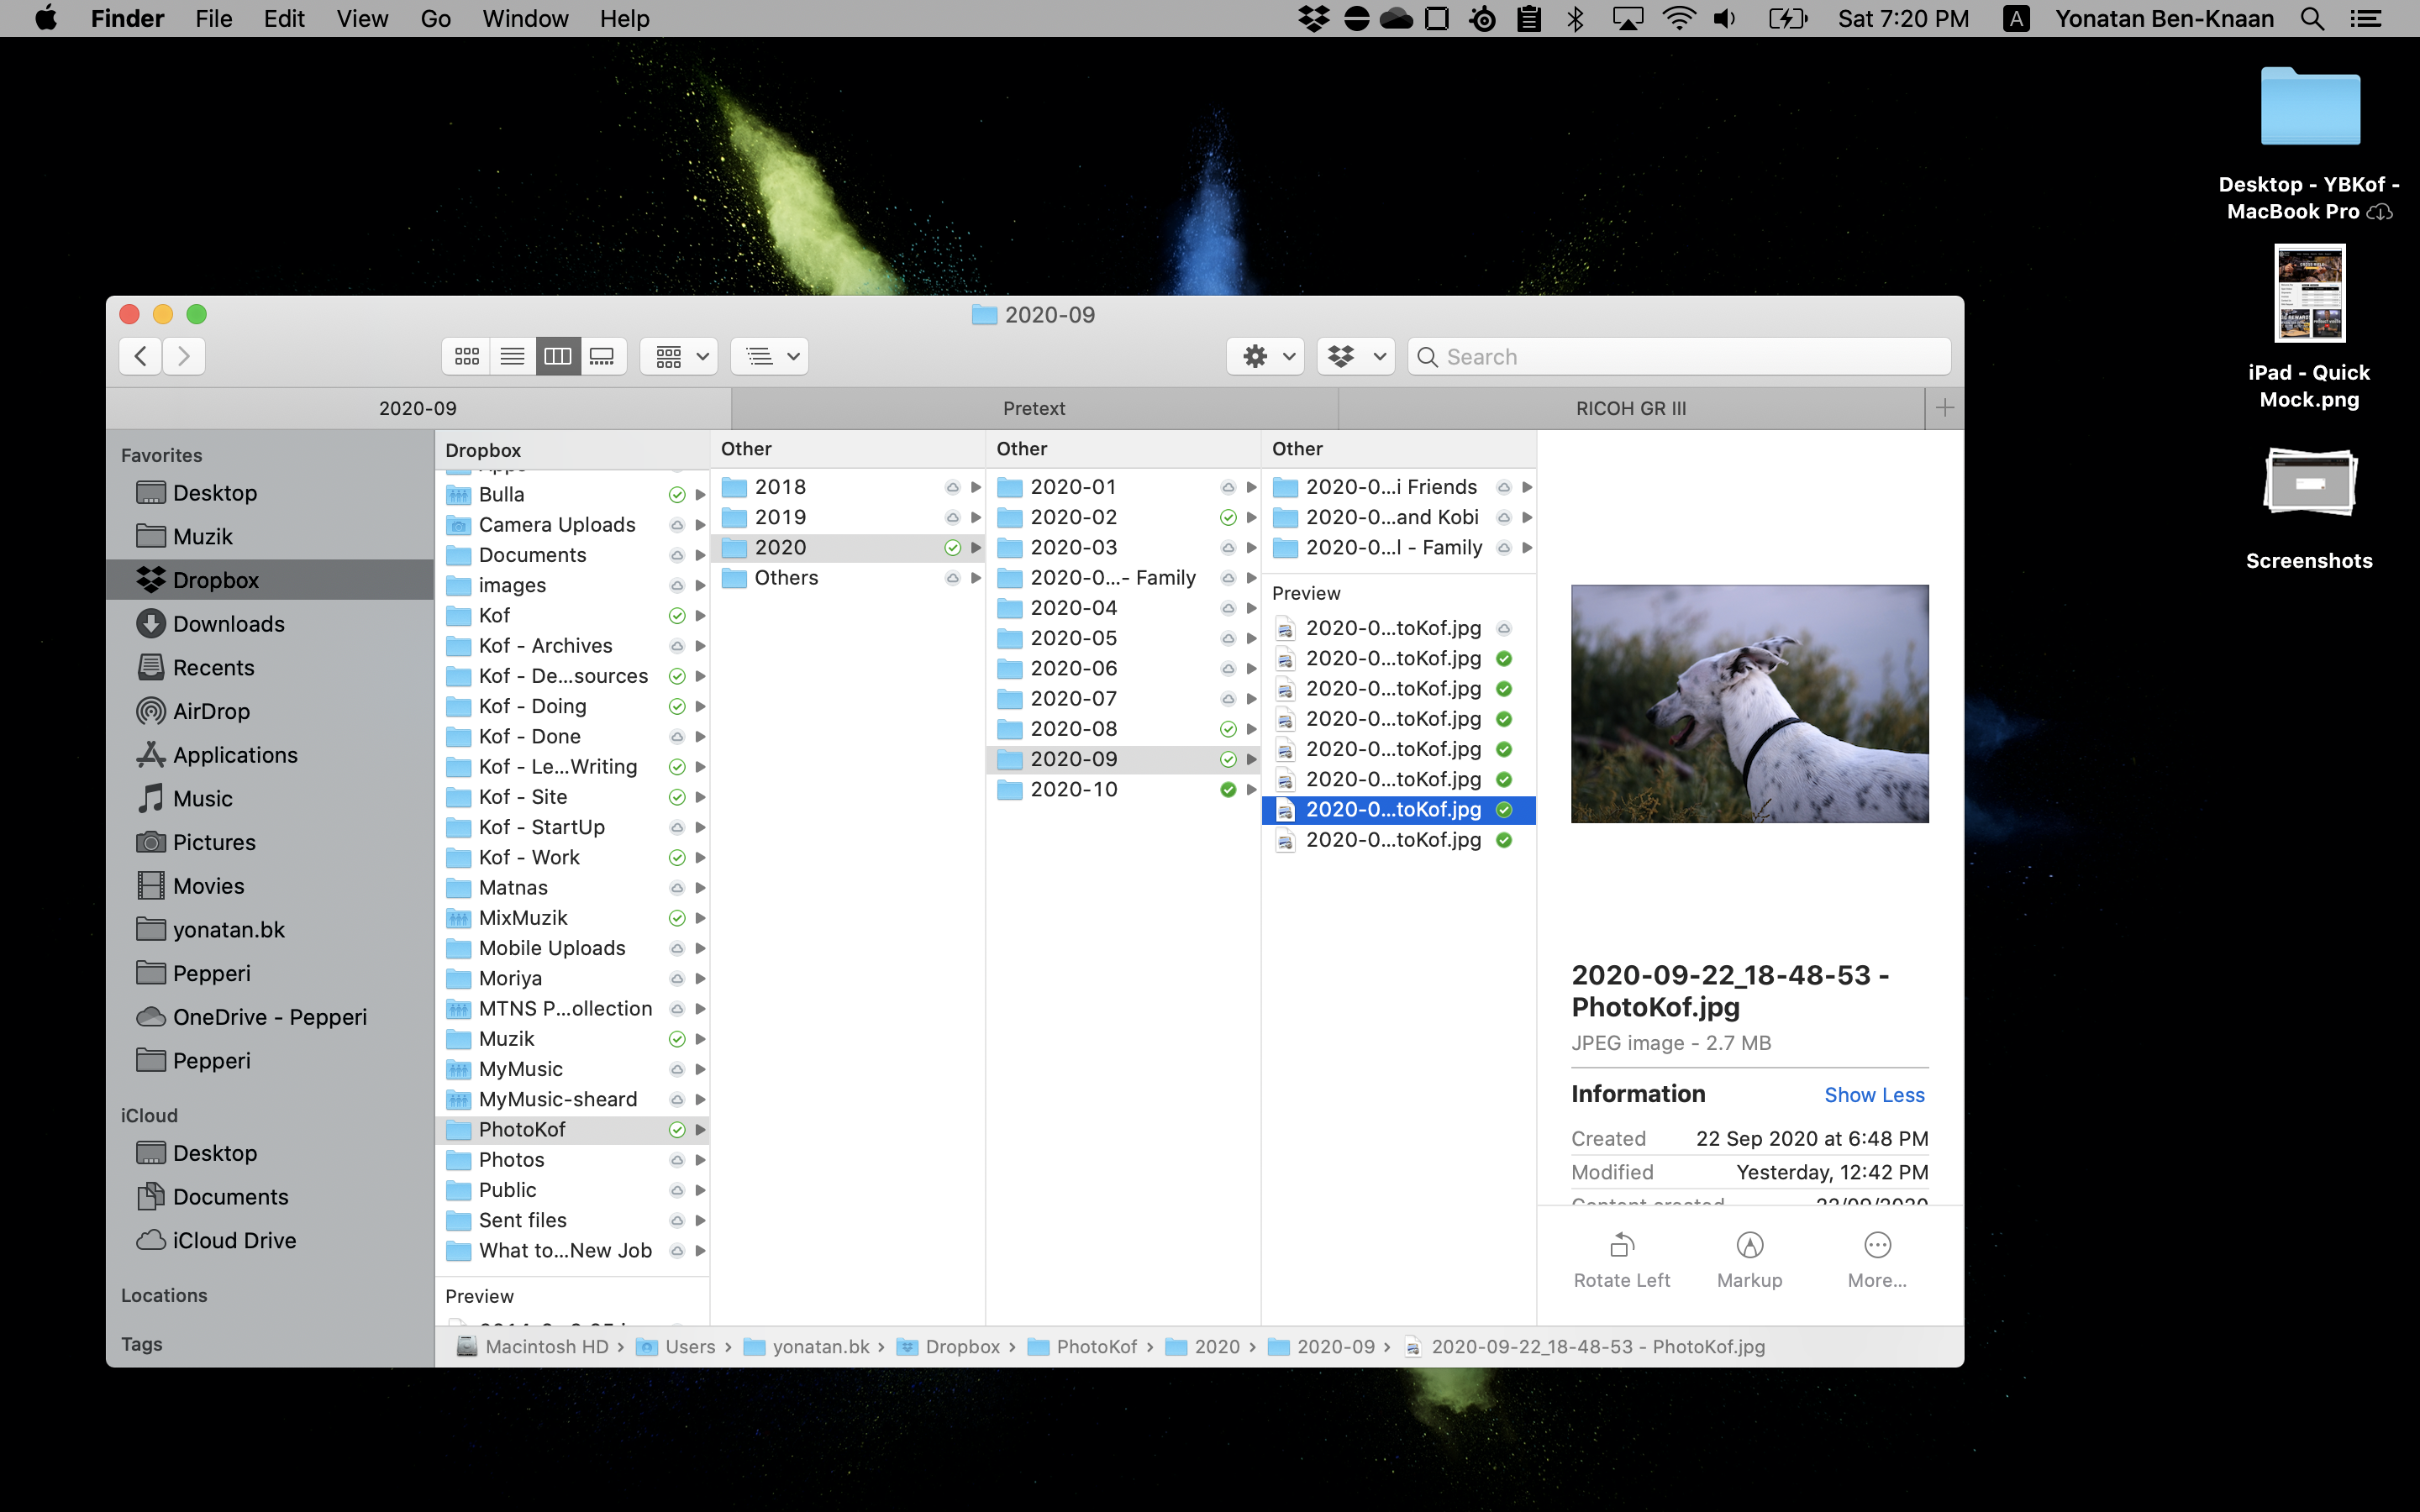 Finder File Edit View Go Window Help
Sat 7:20 PM A Yonatan Ben-Knaan
Desktop - YBKof -
MacBook Pro
iPad - Quick
Mock.png
Screenshots
2020-09
Search
2020-09 Pretext RICOH GR III
Favorites
Desktop
Muzik
Dropbox
Downloads
Recents
AirDrop
Applications
Music
Pictures
Movies
yonatan.bk
Pepperi
OneDrive - Pepperi
Pepperi
iCloud
Desktop
Documents
iCloud Drive
Locations
Tags
Dropbox
Apps
Bulla
Camera Uploads
Documents
images
Kof
Kof - Archives
Kof - De...sources
Kof - Doing
Kof - Done
Kof - Le...Writing
Kof - Site
Kof - StartUp
Kof - Work
Matnas
MixMuzik
Mobile Uploads
Moriya
MTNS P...ollection
Muzik
MyMusic
MyMusic-sheard
PhotoKof
Photos
Public
Sent files
What to...New Job
Preview
Other
2018
2019
2020
Others
Other
2020-01
2020-02
2020-03
2020-0...- Family
2020-04
2020-05
2020-06
2020-07
2020-08
2020-09
2020-10
Other
2020-0...i Friends
2020-0...and Kobi
2020-0...l - Family
Preview
2020-0...toKof.jpg
2020-0...toKof.jpg
2020-0...toKof.jpg
2020-0...toKof.jpg
2020-0...toKof.jpg
2020-0...toKof.jpg
2020-0...toKof.jpg
2020-0...toKof.jpg
2020-09-22_18-48-53 -
PhotoKof.jpg
JPEG image - 2.7 MB
Information Show Less
Created 22 Sep 2020 at 6:48 PM
Modified Yesterday, 12:42 PM
Content created 22/09/2020
Rotate Left Markup More...
Macintosh HD › Users › yonatan.bk › Dropbox › PhotoKof › 2020 › 2020-09 › 2020-09-22_18-48-53 - PhotoKof.jpg